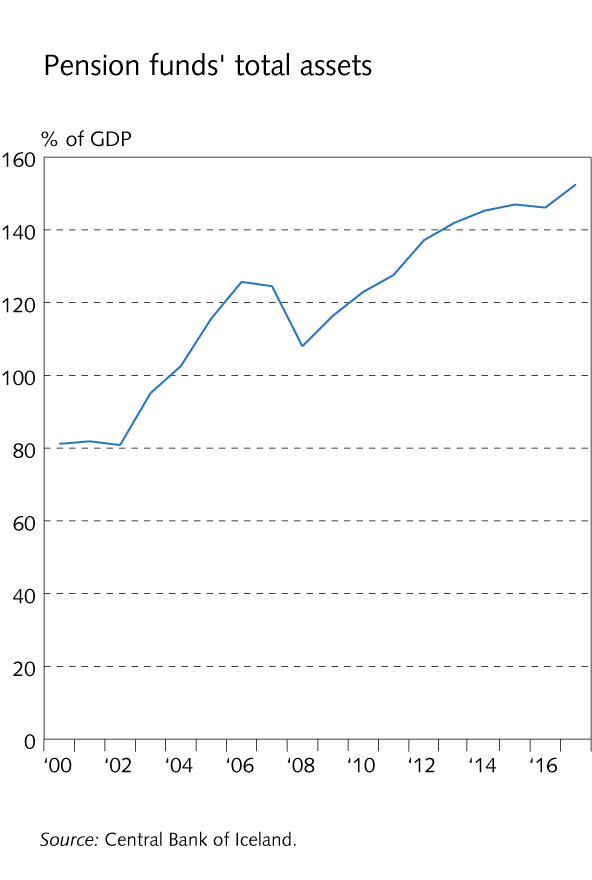 Pension funds' total assets
% of GDP
160
140
120
100
80
60
40
20
0
‘00 ‘02 ‘04 ‘06 ‘08 ‘10 ‘12 ‘14 ‘16
Source: Central Bank of Iceland.